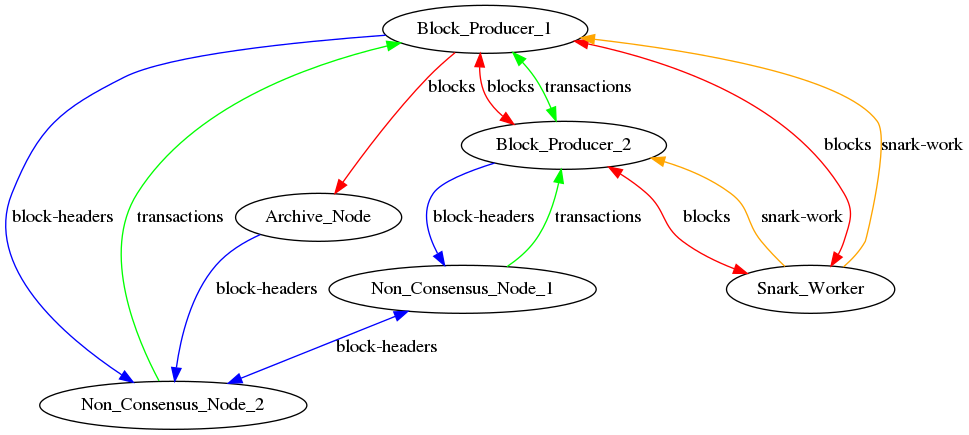 Block_Producer_1
blocks
blocks
transactions
Block_Producer_2
blocks
snark-work
block-headers
transactions
Archive_Node
block-headers
transactions
blocks
snark-work
block-headers
Non_Consensus_Node_1
Snark_Worker
block-headers
Non_Consensus_Node_2